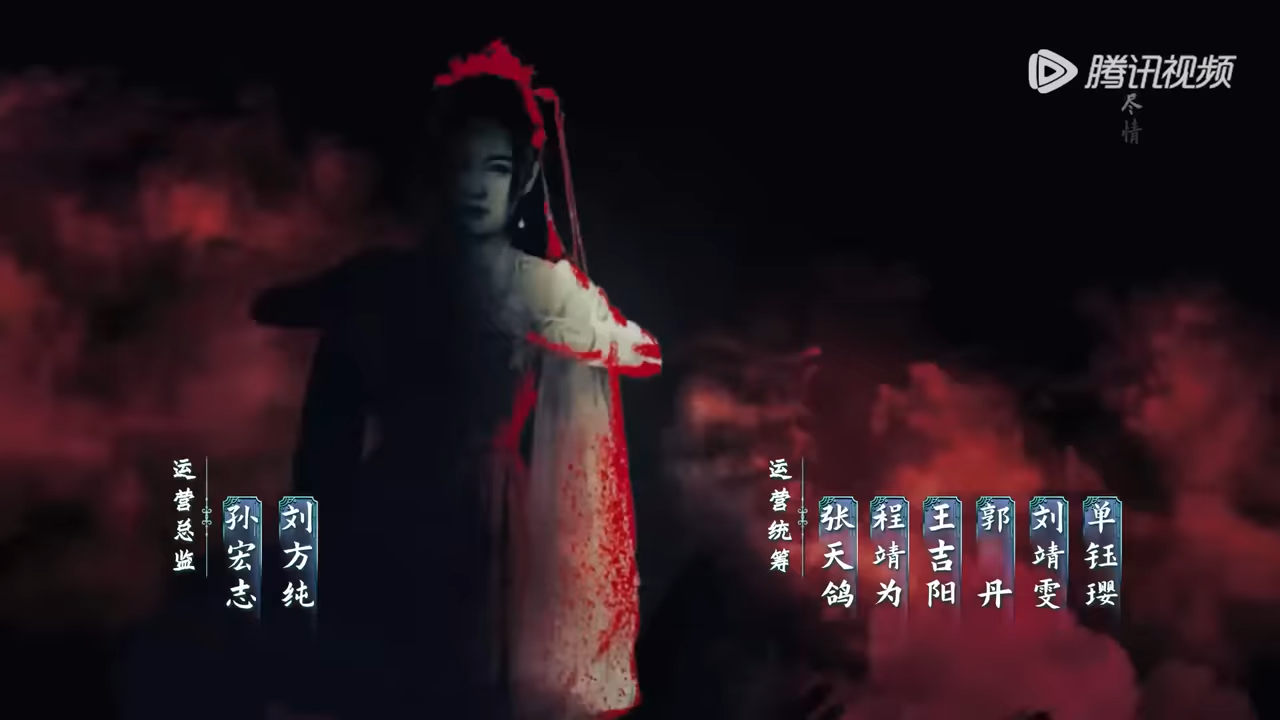 腾讯视频
尽情
运营总监
孙宏志
刘方纯
运营统筹
张天鸽
程靖为
王吉阳
郭丹
刘靖雯
单钰璎